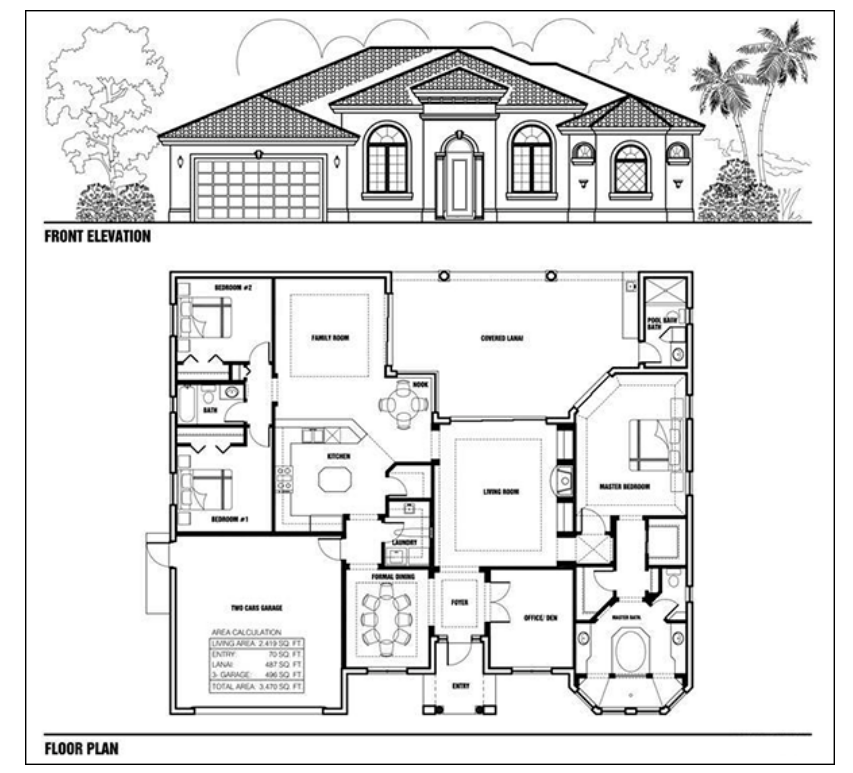 FRONT ELEVATION
BEDROOM #2
FAMILY ROOM
COVERED LANAI
POOL BATH
BATH
NOOK
BATH
KITCHEN
LIVING ROOM
MASTER BEDROOM
BEDROOM #1
LAUNDRY
FORMAL DINING
FOYER
OFFICE/ DEN
MASTER BATH
TWO CARS GARAGE
AREA CALCULATION
LIVING AREA: 2,419 SQ. FT.
ENTRY: 70 SQ. FT.
LANAI: 487 SQ. FT.
3- GARAGE: 496 SQ. FT.
TOTAL AREA: 3,470 SQ. FT.
ENTRY
FLOOR PLAN